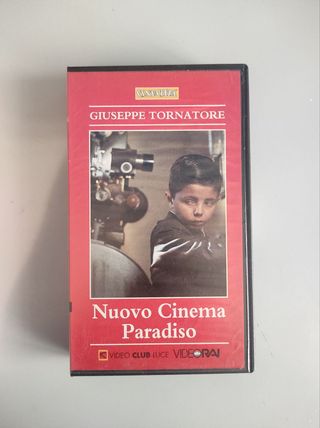 GIUSEPPE TORNATORE
NUOVO CINEMA
PARADISO
VIDEO CLUB LUCE VIDEORAI